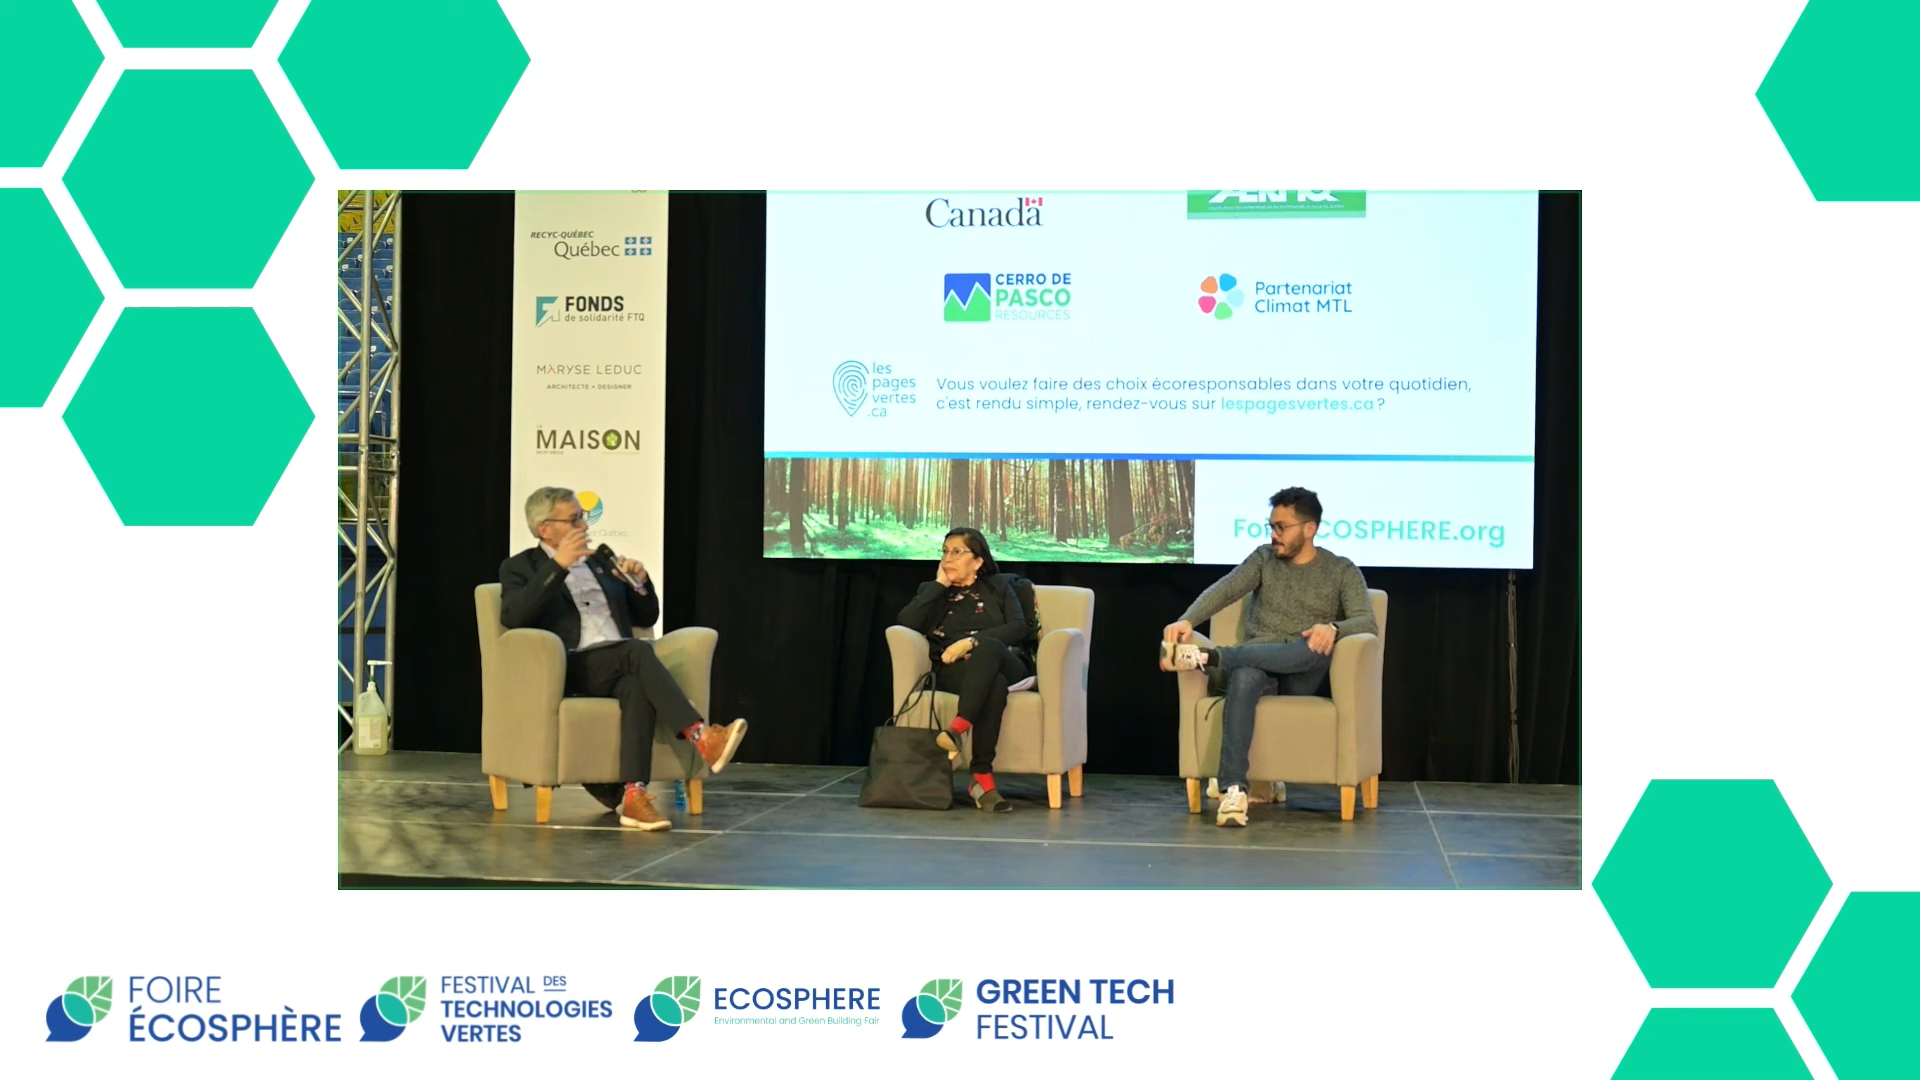 RECYC-QUÉBEC
Québec
FONDS
de solidarité FTQ
MARYSE LEDUC
ARCHITECTE + DESIGNER
MAISON
Canada
CERRO DE
PASCO
RESOURCES
Partenariat
Climat MTL
les
pages
vertes
.ca
Vous voulez faire des choix écoresponsables dans votre quotidien,
c'est rendu simple, rendez-vous sur lespagesvertes.ca ?
COSPHERE.org
FOIRE
ÉCOSPHÈRE
FESTIVAL DES
TECHNOLOGIES
VERTES
ECOSPHERE
Environmental and Green Building Fair
GREEN TECH
FESTIVAL